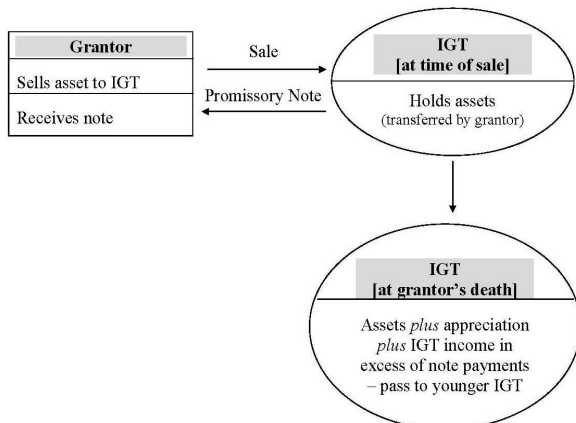 Grantor
Sells asset to IGT
Receives note
Sale
Promissory Note
IGT
[at time of sale]
Holds assets
(transferred by grantor)
IGT
[at grantor's death]
Assets plus appreciation
plus IGT income in
excess of note payments
– pass to younger IGT